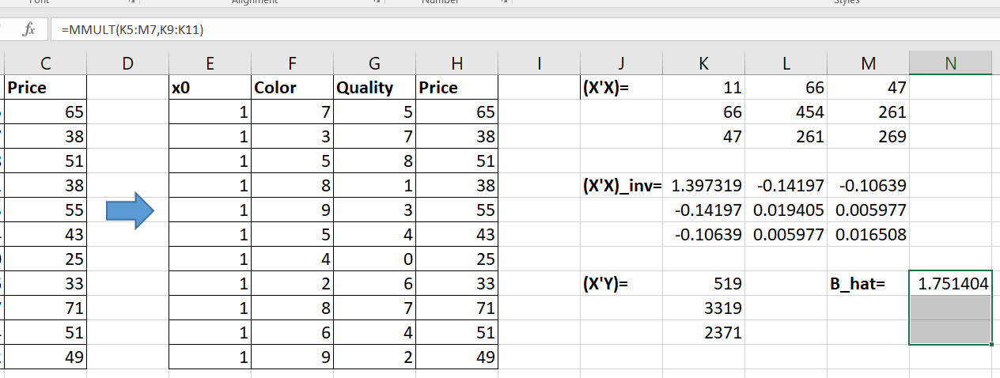 Font Alignment Number Styles
fx =MMULT(K5:M7,K9:K11)
C D E F G H I J K L M N
Price x0 Color Quality Price (X'X)= 11 66 47
65 1 7 5 65 66 454 261
38 1 3 7 38 47 261 269
51 1 5 8 51
38 1 8 1 38 (X'X)_inv= 1.397319 -0.14197 -0.10639
55 1 9 3 55 -0.14197 0.019405 0.005977
43 1 5 4 43 -0.10639 0.005977 0.016508
25 1 4 0 25
33 1 2 6 33 (X'Y)= 519 B_hat= 1.751404
71 1 8 7 71 3319
51 1 6 4 51 2371
49 1 9 2 49